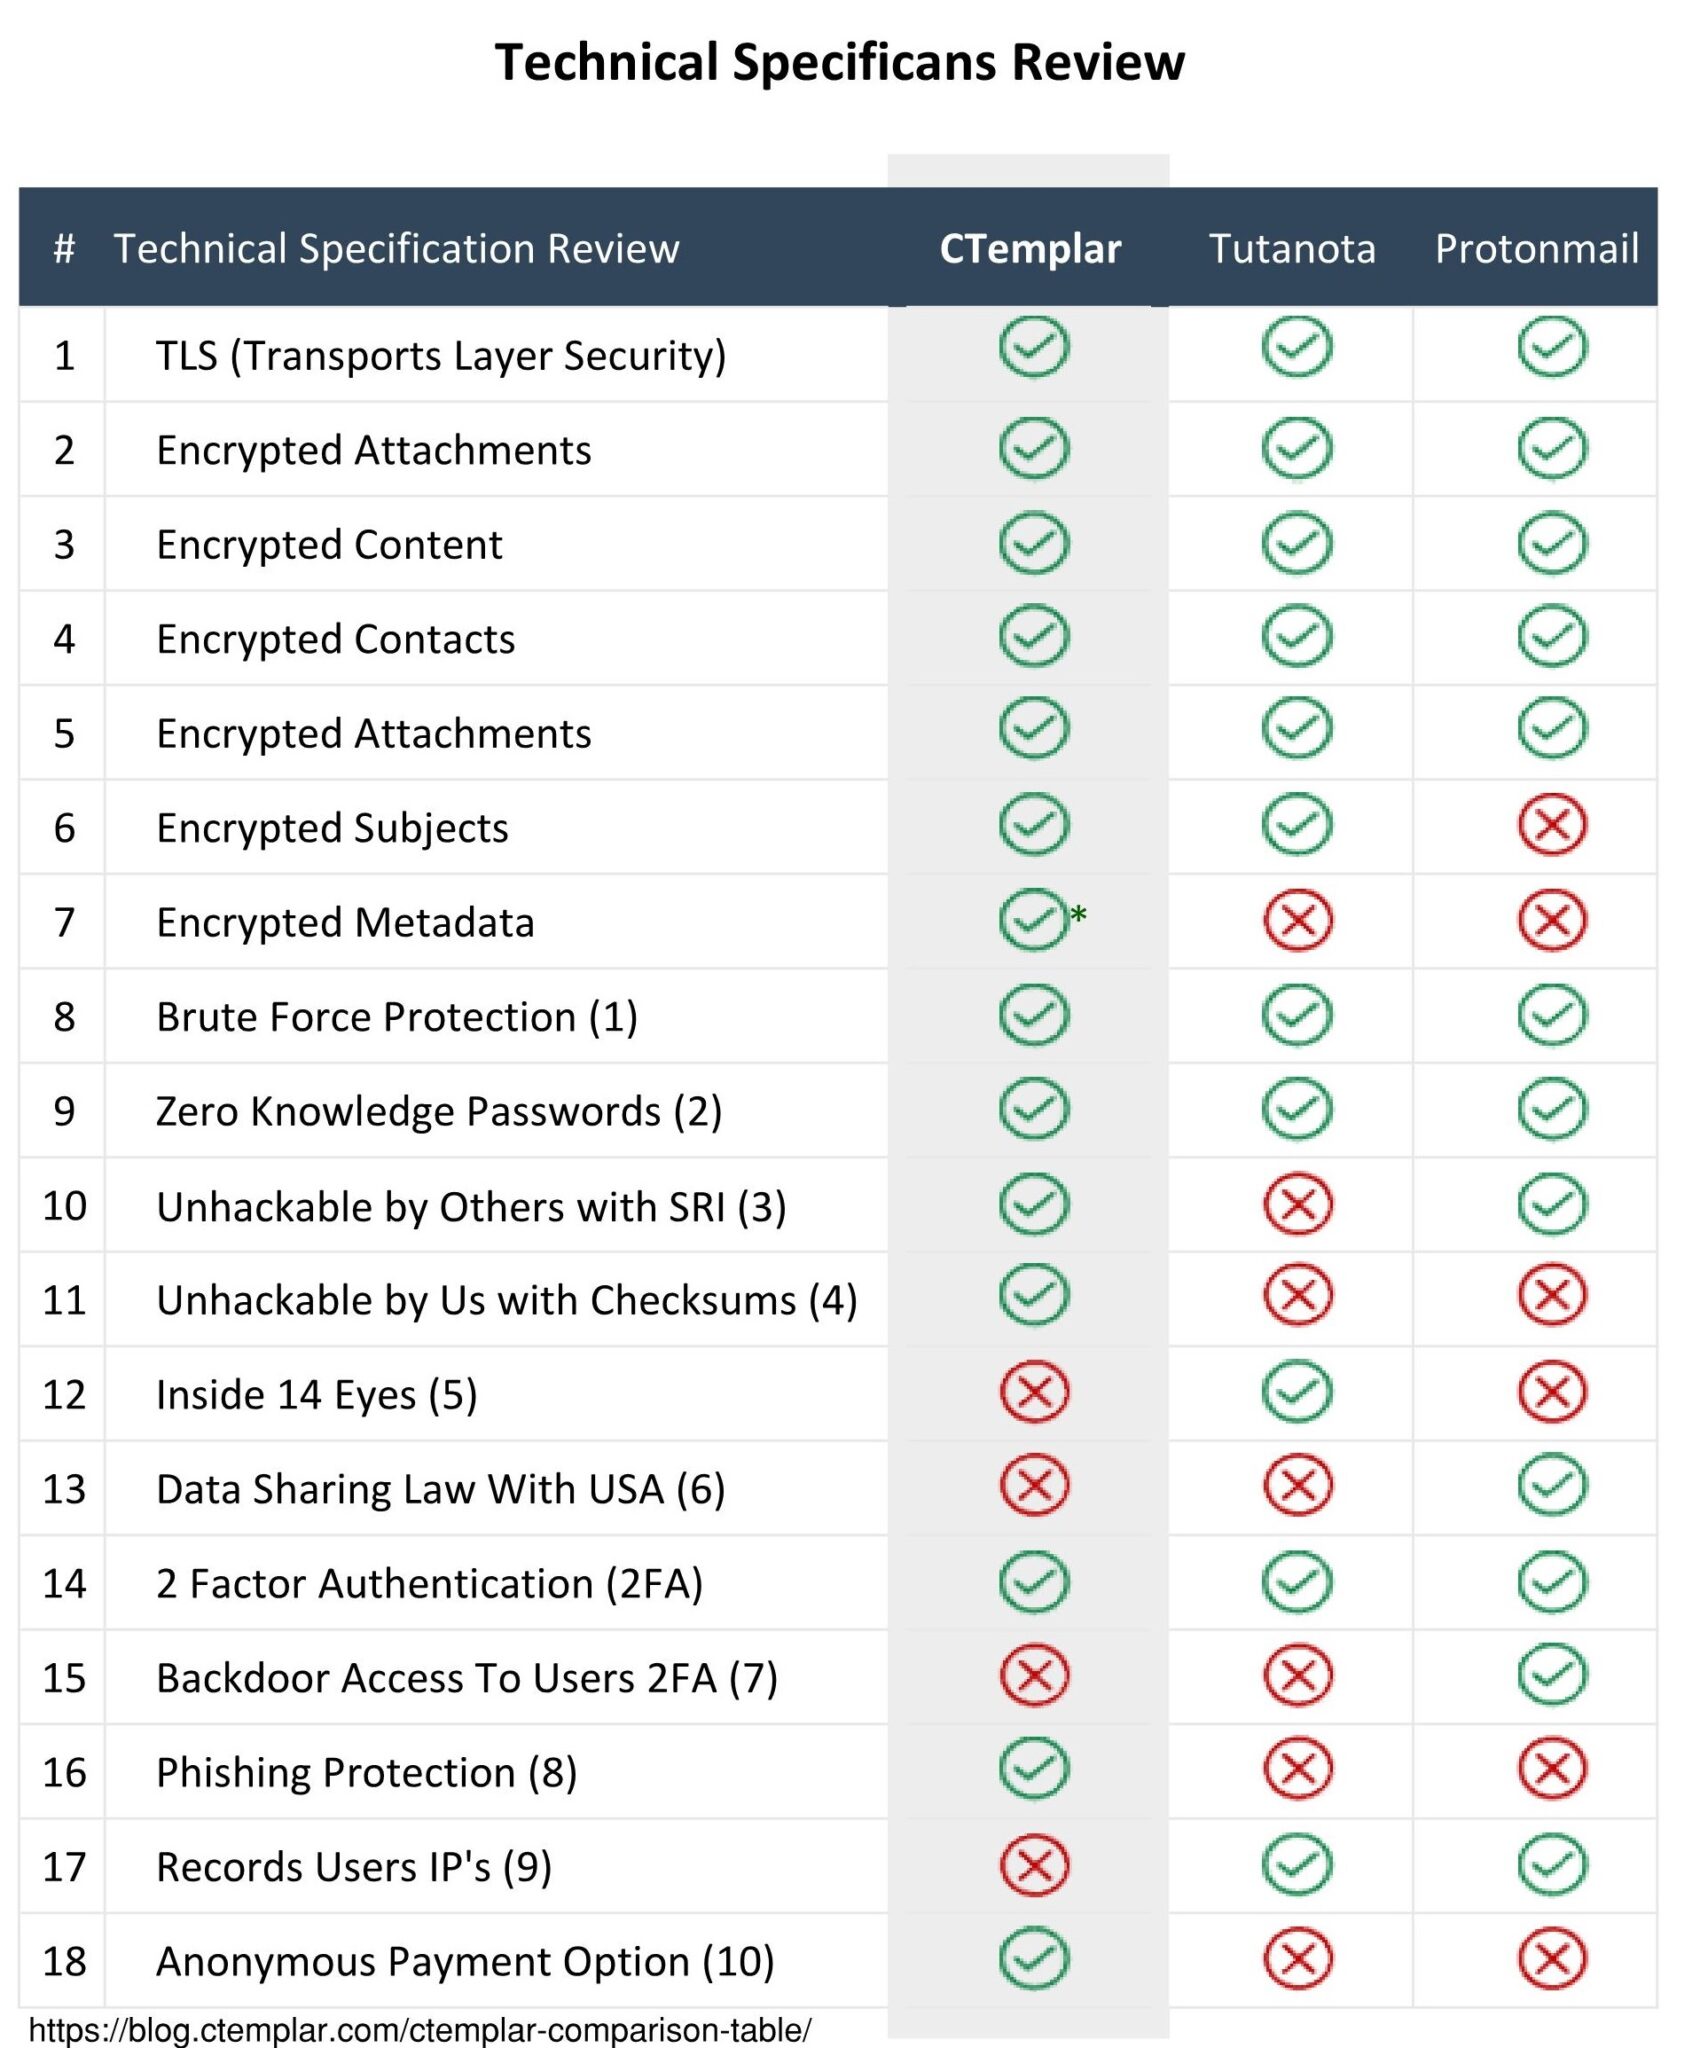 Technical Specificans Review
# Technical Specification Review CTemplar Tutanota Protonmail
1 TLS (Transports Layer Security)
2 Encrypted Attachments
3 Encrypted Content
4 Encrypted Contacts
5 Encrypted Attachments
6 Encrypted Subjects
7 Encrypted Metadata *
8 Brute Force Protection (1)
9 Zero Knowledge Passwords (2)
10 Unhackable by Others with SRI (3)
11 Unhackable by Us with Checksums (4)
12 Inside 14 Eyes (5)
13 Data Sharing Law With USA (6)
14 2 Factor Authentication (2FA)
15 Backdoor Access To Users 2FA (7)
16 Phishing Protection (8)
17 Records Users IP's (9)
18 Anonymous Payment Option (10)
https://blog.ctemplar.com/ctemplar-comparison-table/